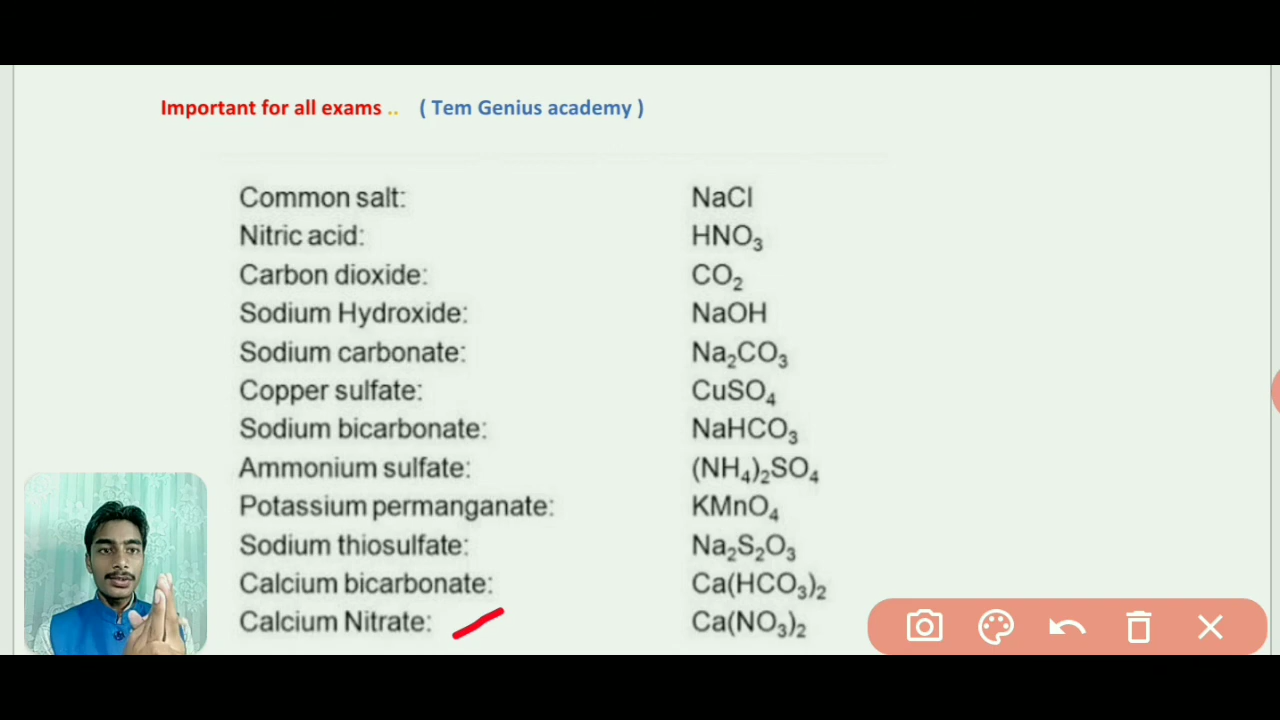 Important for all exams .. ( Tem Genius academy )
Common salt: NaCl
Nitric acid: HNO₃
Carbon dioxide: CO₂
Sodium Hydroxide: NaOH
Sodium carbonate: Na₂CO₃
Copper sulfate: CuSO₄
Sodium bicarbonate: NaHCO₃
Ammonium sulfate: (NH₄)₂SO₄
Potassium permanganate: KMnO₄
Sodium thiosulfate: Na₂S₂O₃
Calcium bicarbonate: Ca(HCO₃)₂
Calcium Nitrate: Ca(NO₃)₂